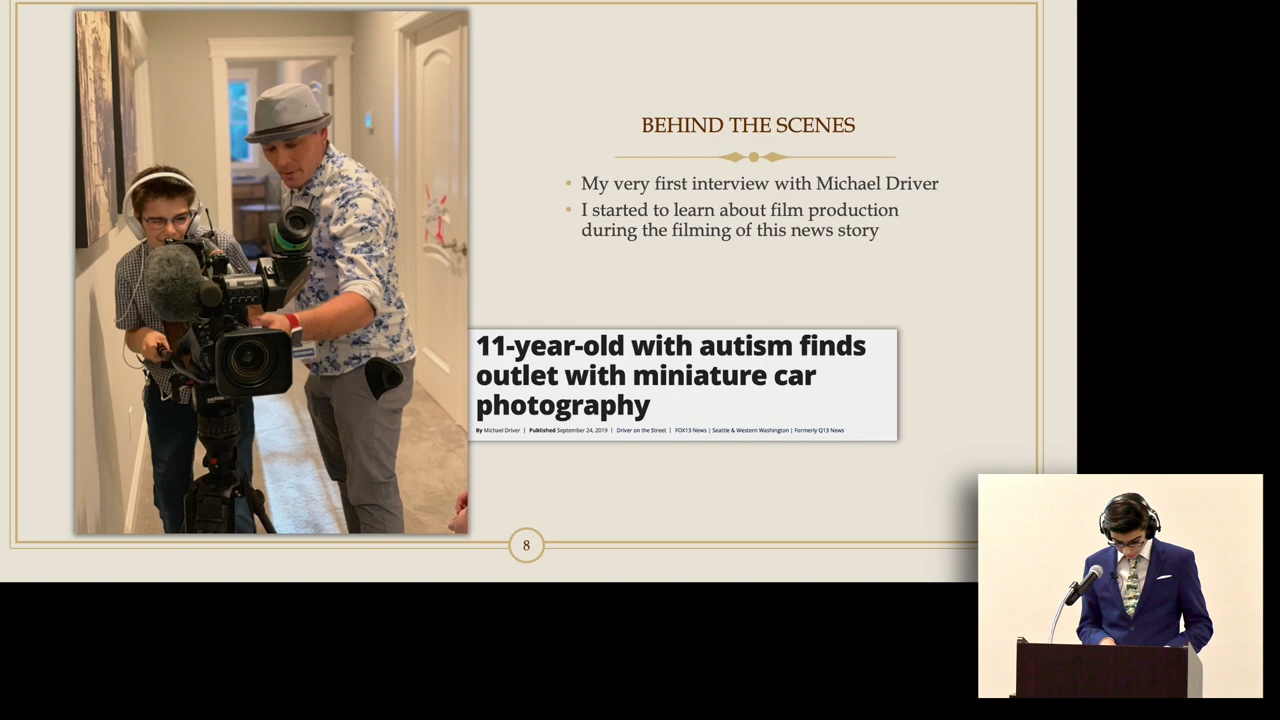 BEHIND THE SCENES
• My very first interview with Michael Driver
• I started to learn about film production
during the filming of this news story
11-year-old with autism finds
outlet with miniature car
photography
By Michael Driver | Published September 24, 2019 | Driver on the Street | FOX13 News | Seattle & Western Washington | Formerly Q13 News
8